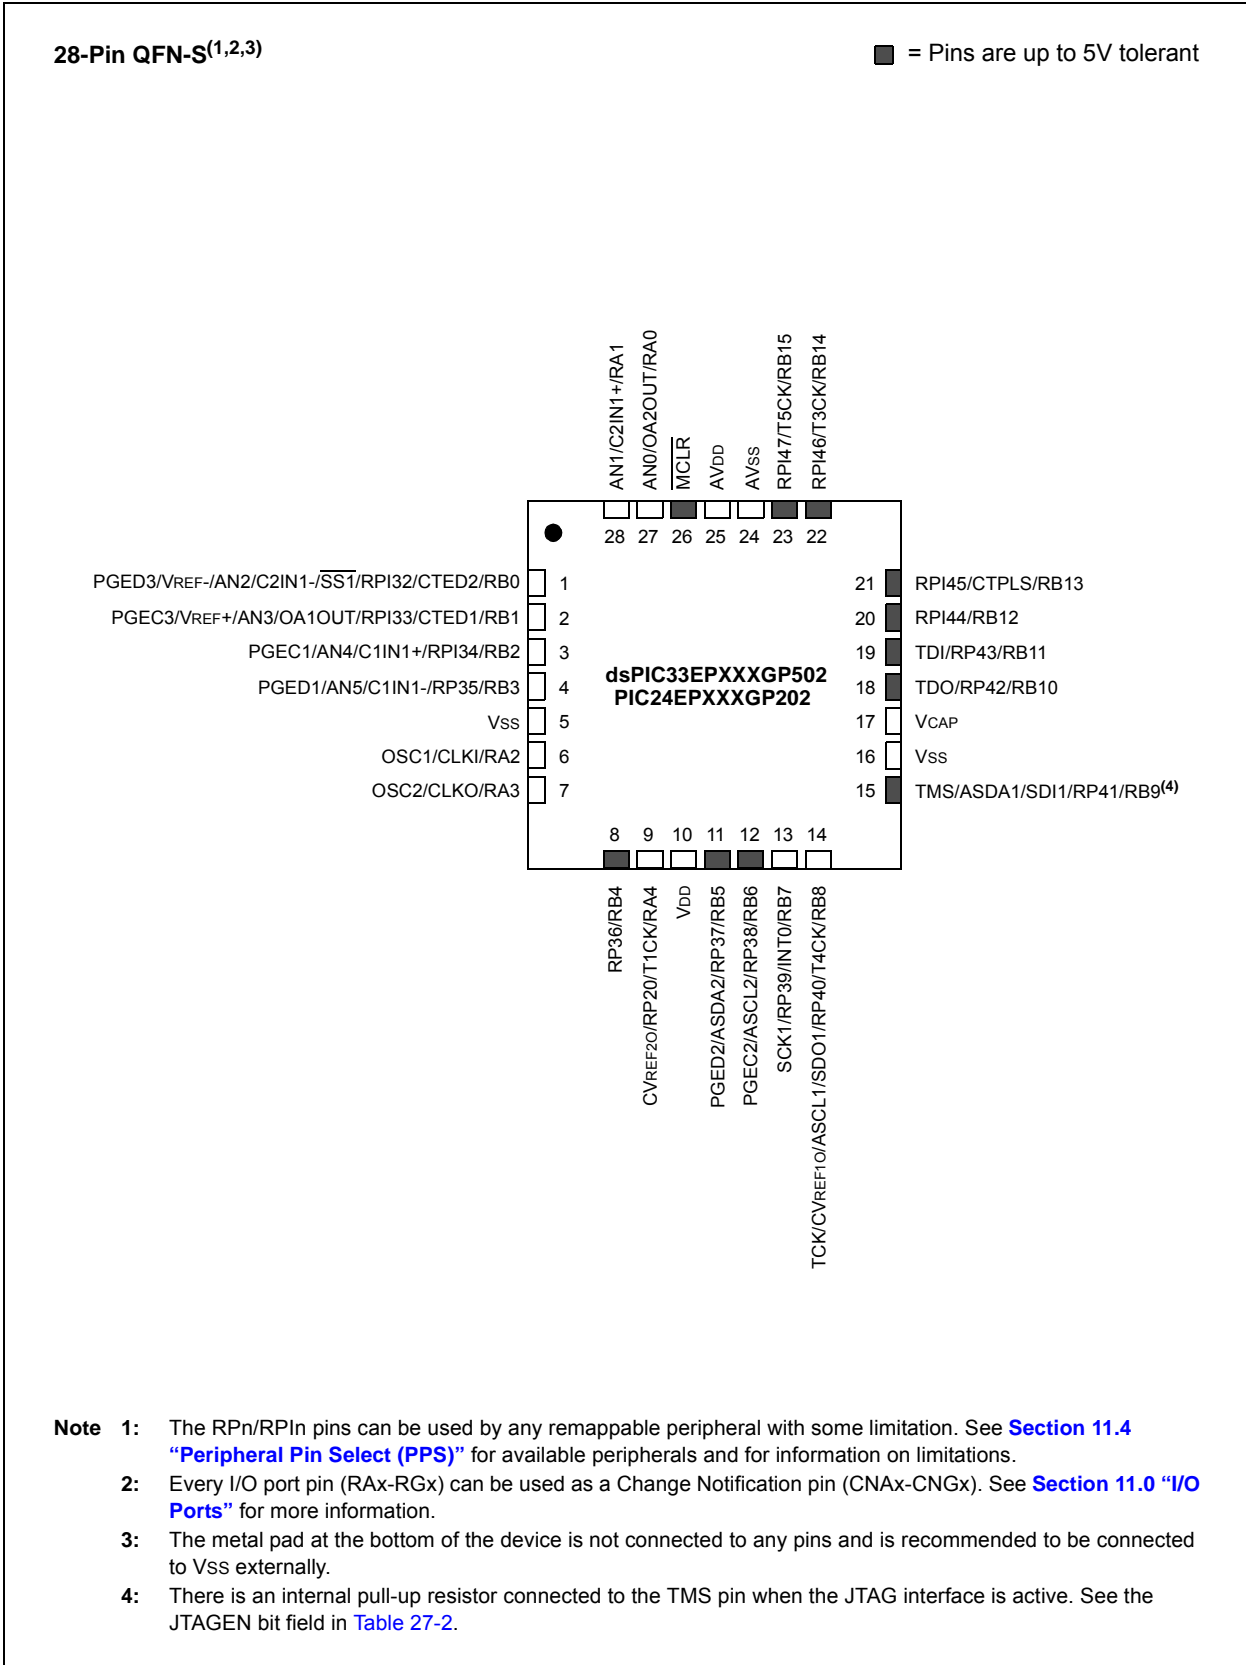 28-Pin QFN-S(1,2,3)
= Pins are up to 5V tolerant
AN1/C2IN1+/RA1
AN0/OA2OUT/RA0
MCLR
AVDD
AVSS
RPI47/T5CK/RB15
RPI46/T3CK/RB14
28 27 26 25 24 23 22
PGED3/VREF-/AN2/C2IN1-/SS1/RPI32/CTED2/RB0 1
PGEC3/VREF+/AN3/OA1OUT/RPI33/CTED1/RB1 2
PGEC1/AN4/C1IN1+/RPI34/RB2 3
PGED1/AN5/C1IN1-/RP35/RB3 4
VSS 5
OSC1/CLKI/RA2 6
OSC2/CLKO/RA3 7
dsPIC33EPXXXGP502
PIC24EPXXXGP202
21 RPI45/CTPLS/RB13
20 RPI44/RB12
19 TDI/RP43/RB11
18 TDO/RP42/RB10
17 VCAP
16 VSS
15 TMS/ASDA1/SDI1/RP41/RB9(4)
8 9 10 11 12 13 14
RP36/RB4
CVREF2O/RP20/T1CK/RA4
VDD
PGED2/ASDA2/RP37/RB5
PGEC2/ASCL2/RP38/RB6
SCK1/RP39/INT0/RB7
TCK/CVREF1O/ASCL1/SDO1/RP40/T4CK/RB8
Note 1: The RPn/RPIn pins can be used by any remappable peripheral with some limitation. See Section 11.4
“Peripheral Pin Select (PPS)” for available peripherals and for information on limitations.
2: Every I/O port pin (RAx-RGx) can be used as a Change Notification pin (CNAx-CNGx). See Section 11.0 “I/O
Ports” for more information.
3: The metal pad at the bottom of the device is not connected to any pins and is recommended to be connected
to VSS externally.
4: There is an internal pull-up resistor connected to the TMS pin when the JTAG interface is active. See the
JTAGEN bit field in Table 27-2.